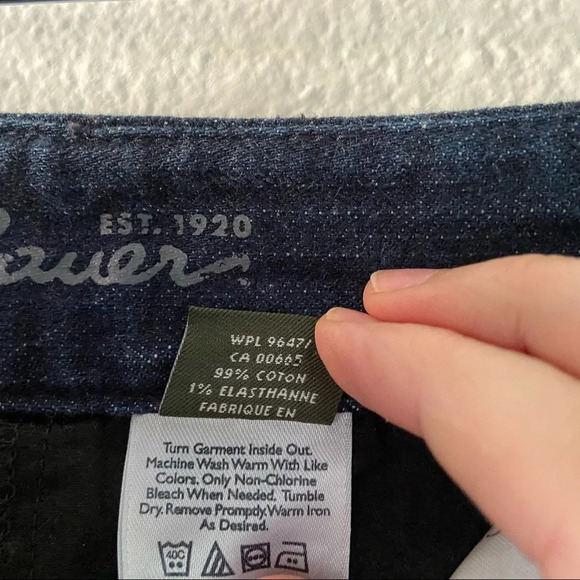 EST. 1920
Bauer
WPL 9647/
CA 00665
99% COTON
1% ELASTHANNE
FABRIQUE EN
Turn Garment Inside Out.
Machine Wash Warm With Like
Colors. Only Non-Chlorine
Bleach When Needed. Tumble
Dry. Remove Promptly. Warm Iron
As Desired.
40C